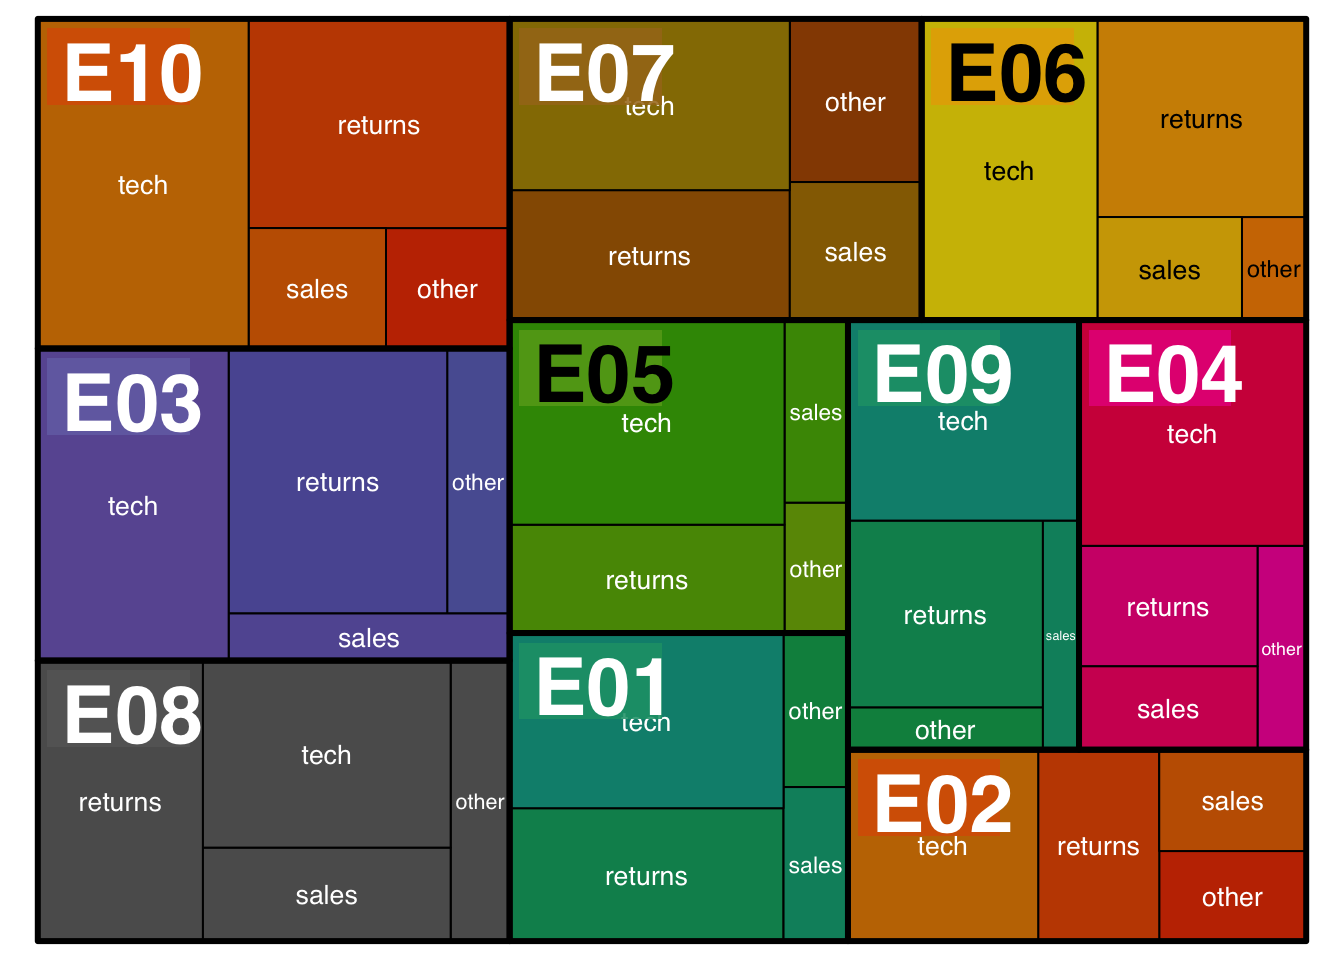 E10
tech
returns
sales
other
E03
tech
returns
other
sales
E08
returns
tech
sales
other
E07
tech
returns
other
sales
E06
tech
returns
sales
other
E05
tech
returns
sales
other
E01
tech
returns
other
sales
E09
tech
returns
sales
other
E04
tech
returns
sales
other
E02
tech
returns
sales
other